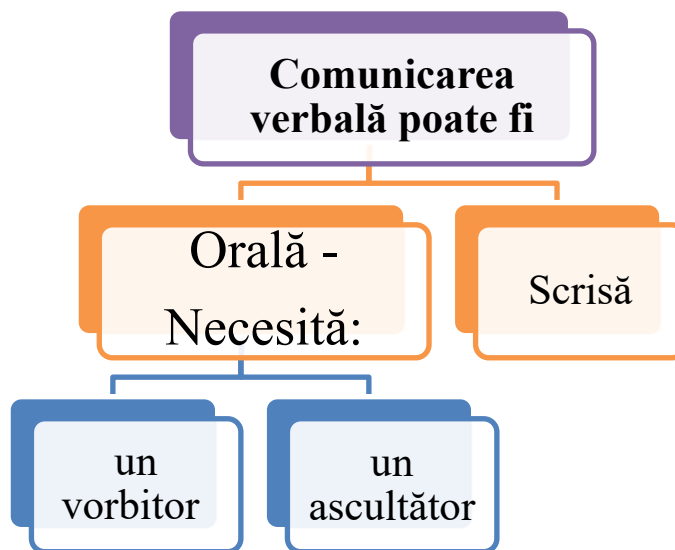 Comunicarea
verbală poate fi
Orală -
Necesită:
Scrisă
un
vorbitor
un
ascultător